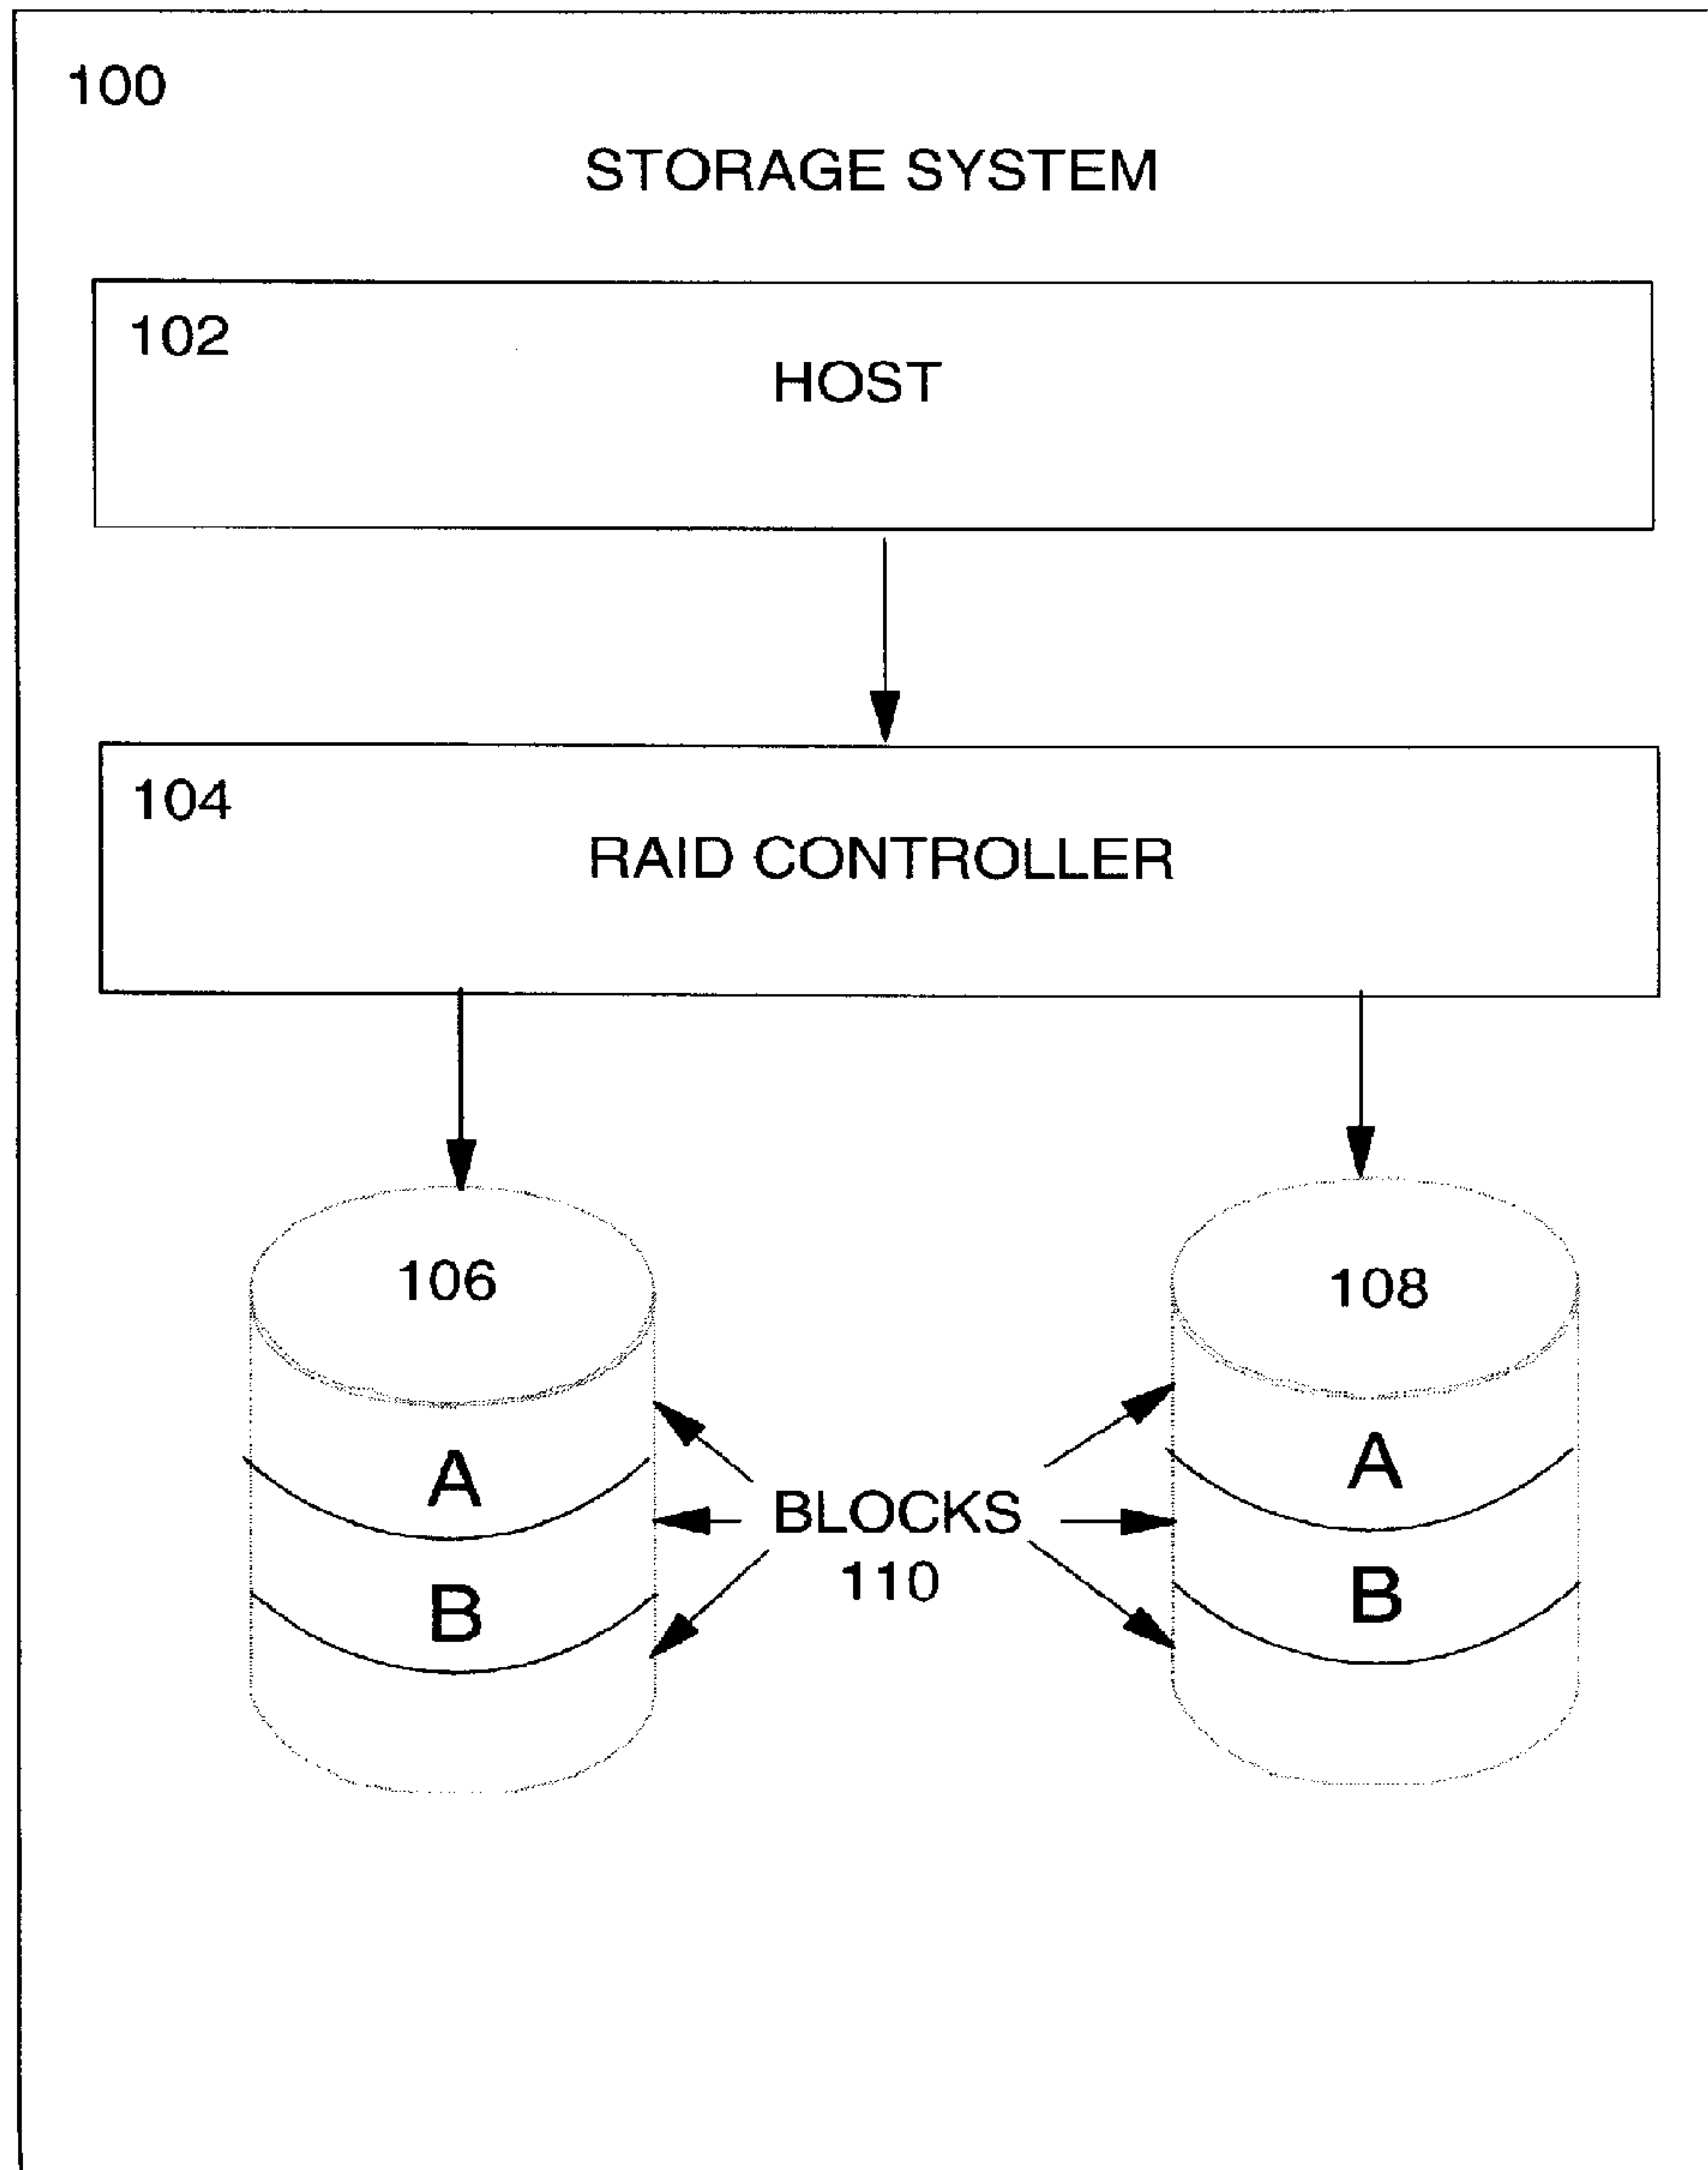 100
STORAGE SYSTEM
102
HOST
104
RAID CONTROLLER
106
108
A
A
BLOCKS
110
B
B